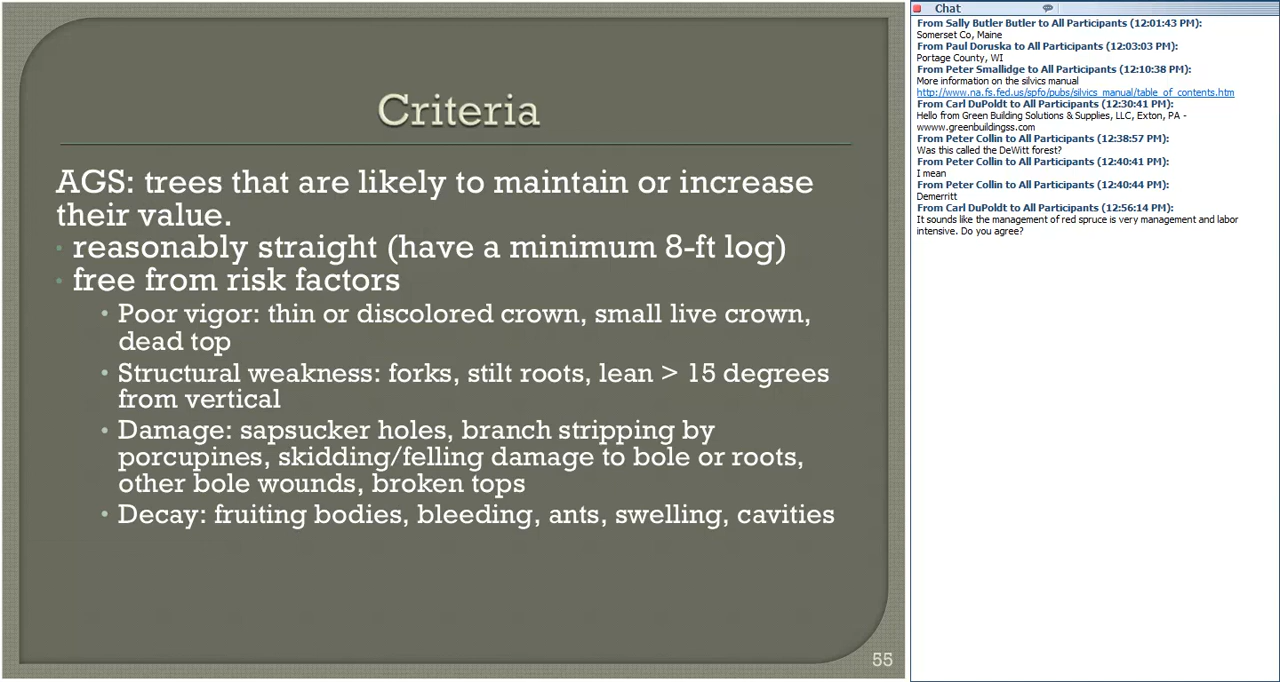 Criteria
AGS: trees that are likely to maintain or increase
their value.
• reasonably straight (have a minimum 8-ft log)
• free from risk factors
• Poor vigor: thin or discolored crown, small live crown,
dead top
• Structural weakness: forks, stilt roots, lean > 15 degrees
from vertical
• Damage: sapsucker holes, branch stripping by
porcupines, skidding/felling damage to bole or roots,
other bole wounds, broken tops
• Decay: fruiting bodies, bleeding, ants, swelling, cavities
55
Chat
From Sally Butler Butler to All Participants (12:01:43 PM):
Somerset Co, Maine
From Paul Doruska to All Participants (12:03:03 PM):
Portage County, WI
From Peter Smallidge to All Participants (12:10:38 PM):
More information on the silvics manual
http://www.na.fs.fed.us/spfo/pubs/silvics_manual/table_of_contents.htm
From Carl DuPoldt to All Participants (12:30:41 PM):
Hello from Green Building Solutions & Supplies, LLC, Exton, PA -
wwww.greenbuildingss.com
From Peter Collin to All Participants (12:38:57 PM):
Was this called the DeWitt forest?
From Peter Collin to All Participants (12:40:41 PM):
I mean
From Peter Collin to All Participants (12:40:44 PM):
Demerritt
From Carl DuPoldt to All Participants (12:56:14 PM):
It sounds like the management of red spruce is very management and labor
intensive. Do you agree?